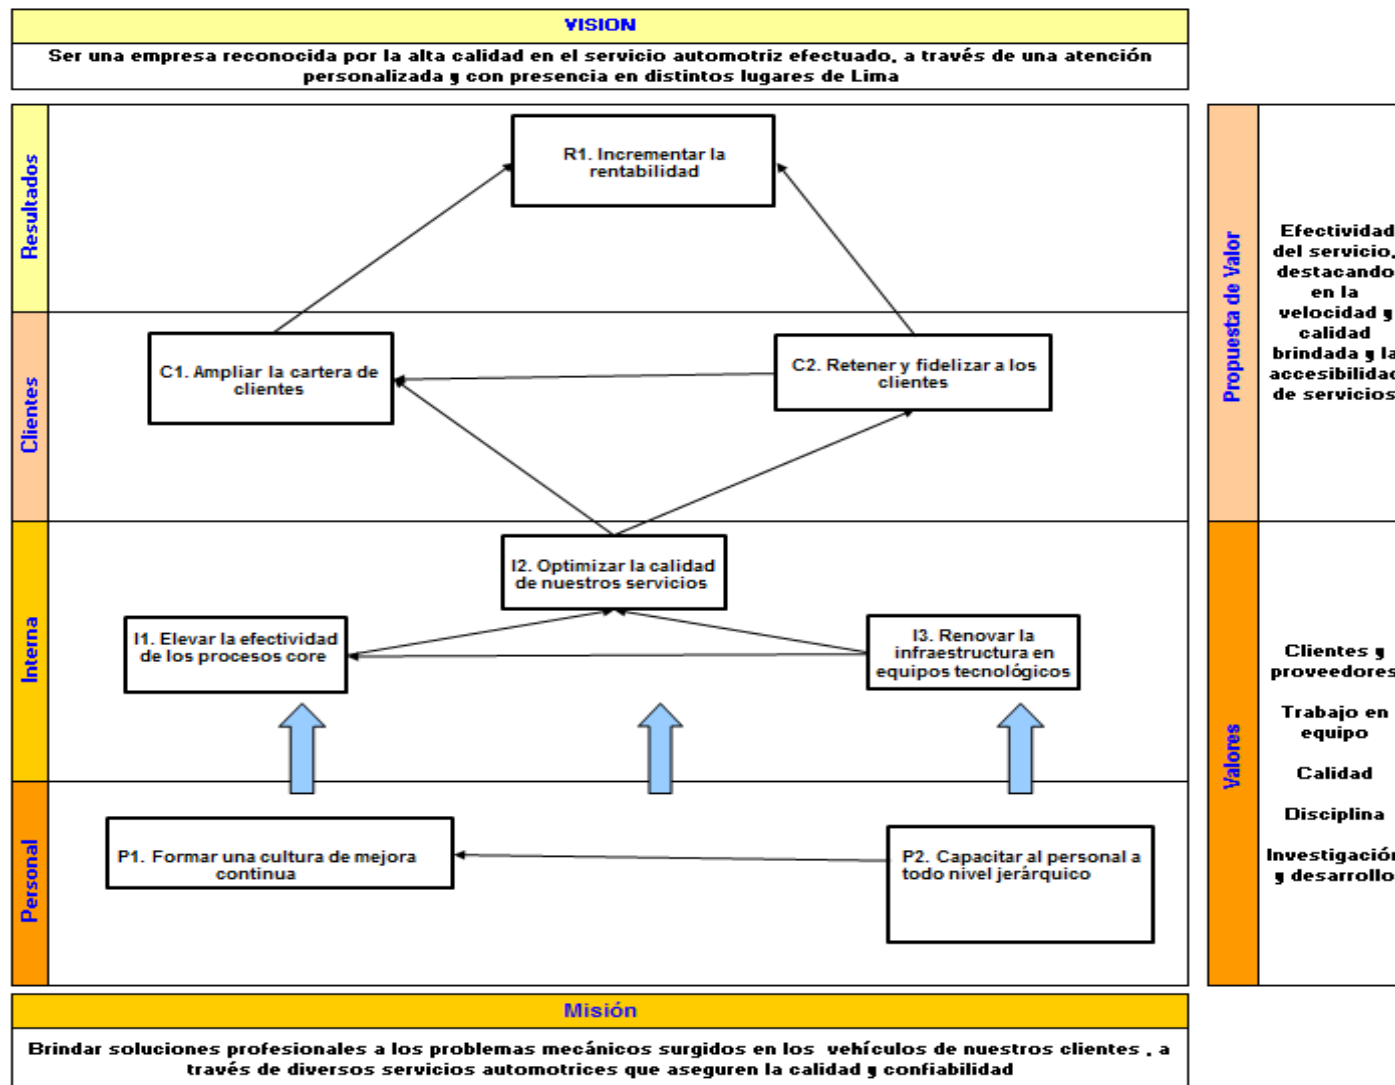 VISION
Ser una empresa reconocida por la alta calidad en el servicio automotriz efectuado, a través de una atención
personalizada y con presencia en distintos lugares de Lima
Resultados
R1. Incrementar la
rentabilidad
Clientes
C1. Ampliar la cartera de
clientes
C2. Retener y fidelizar a los
clientes
Interna
I2. Optimizar la calidad
de nuestros servicios
I1. Elevar la efectividad
de los procesos core
I3. Renovar la
infraestructura en
equipos tecnológicos
Personal
P1. Formar una cultura de mejora
continua
P2. Capacitar al personal a
todo nivel jerárquico
Propuesta de Valor
Efectividad
del servicio,
destacando
en la
velocidad y
calidad
brindada y la
accesibilidad
de servicios
Valores
Clientes y
proveedores
Trabajo en
equipo
Calidad
Disciplina
Investigación
y desarrollo
Misión
Brindar soluciones profesionales a los problemas mecánicos surgidos en los vehículos de nuestros clientes , a
través de diversos servicios automotrices que aseguren la calidad y confiabilidad